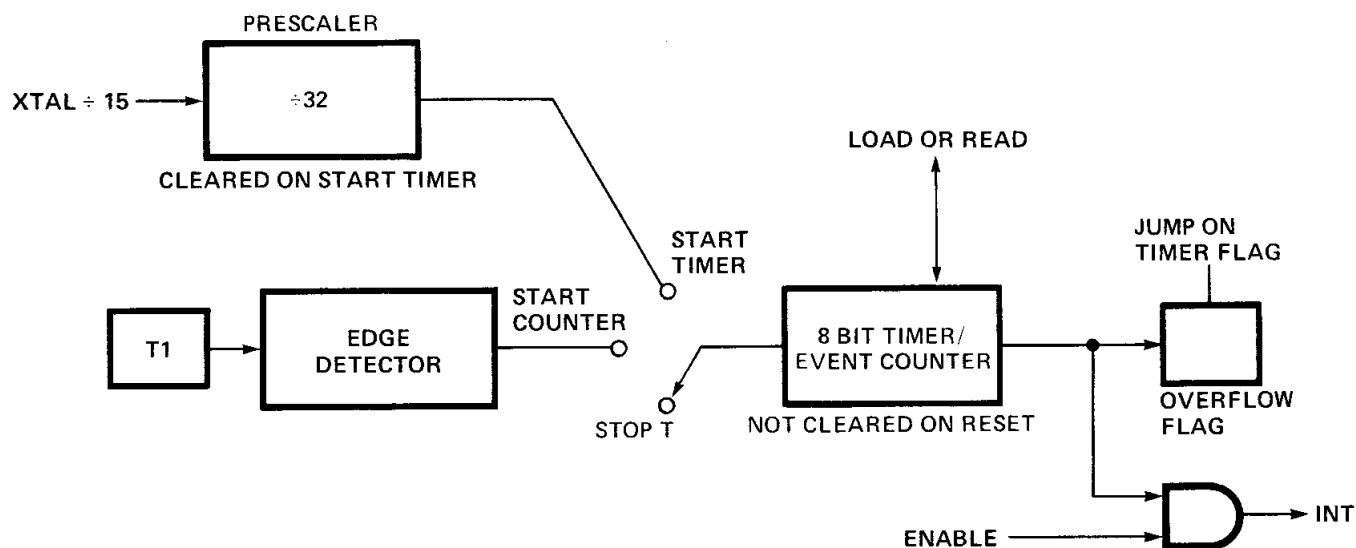 PRESCALER
XTAL ÷ 15
÷32
CLEARED ON START TIMER
LOAD OR READ
START
TIMER
JUMP ON
TIMER FLAG
T1
EDGE
DETECTOR
START
COUNTER
8 BIT TIMER/
EVENT COUNTER
STOP T
NOT CLEARED ON RESET
OVERFLOW
FLAG
ENABLE
INT